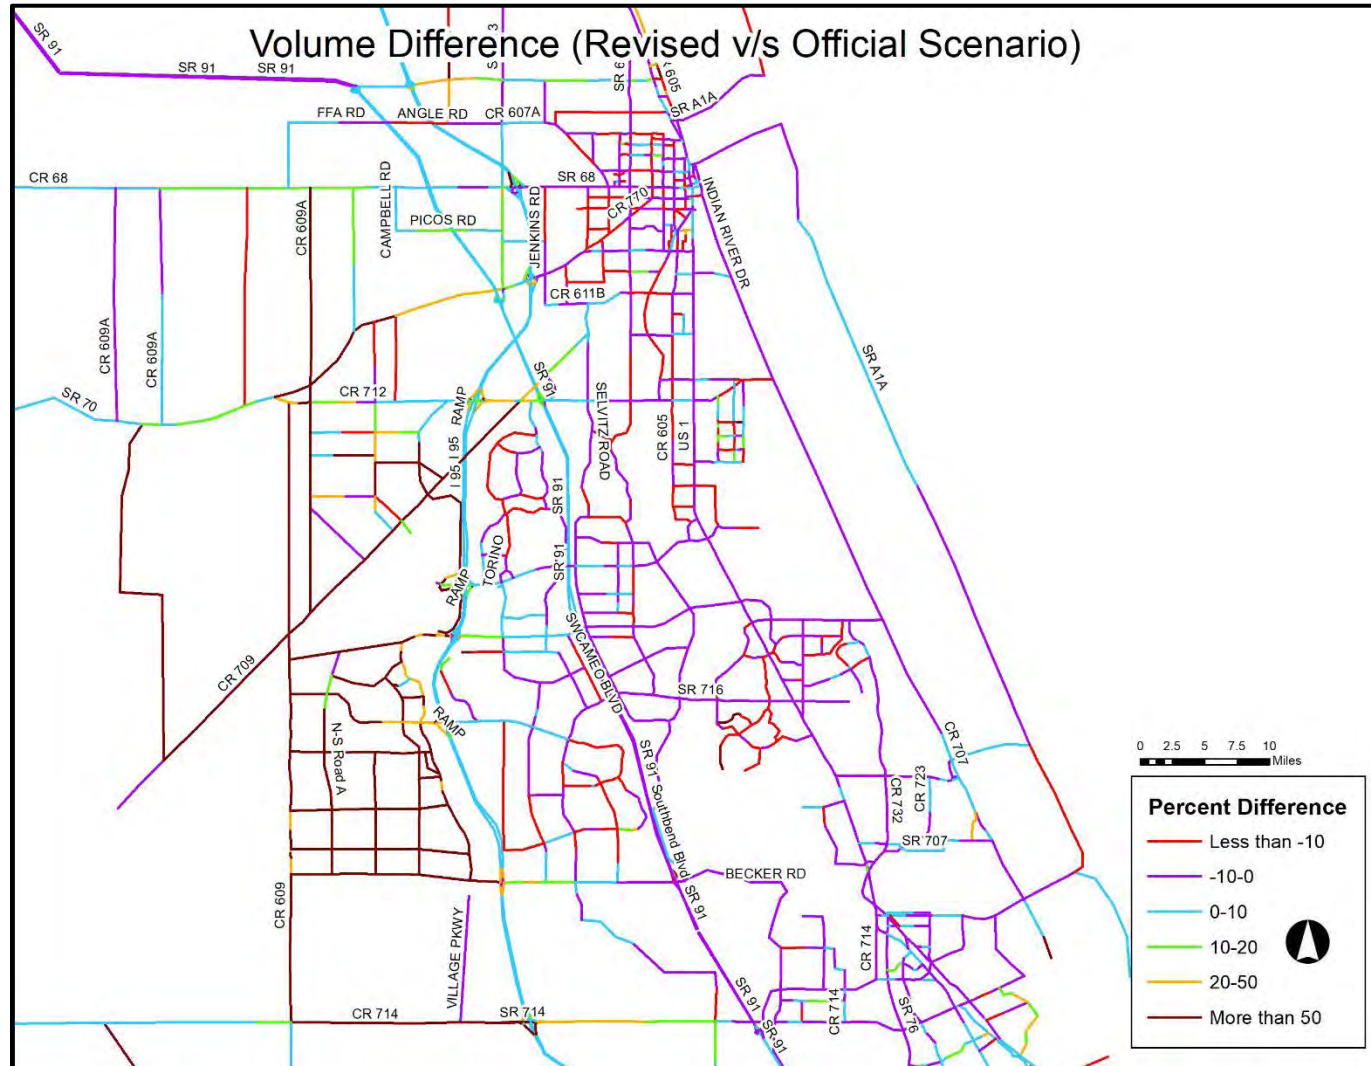 Volume Difference (Revised v/s Official Scenario)
SR 91
SR 91
SR 91
605
SR A1A
FFA RD
ANGLE RD
CR 607A
CR 68
CR 609A
CAMPBELL RD
PICOS RD
SR 68
JENKINS RD
CR 770
INDIAN RIVER DR
CR 611B
CR 609A
CR 609A
SR 70
CR 712
RAMP
SR 91
SELVITZ ROAD
CR 605
US 1
SR A1A
I 95
I 95
SR 91
SR 91
TORINO
RAMP
CR 709
SWCAMEO BLVD
SR 716
RAMP
N-S Road A
SR 91
Southbend Blvd
CR 707
CR 723
CR 732
SR 707
BECKER RD
SR 91
CR 609
VILLAGE PKWY
CR 714
CR 714
SR 714
SR 91
SR 91
CR 714
SR 76
0 2.5 5 7.5 10
Miles
Percent Difference
Less than -10
-10-0
0-10
10-20
20-50
More than 50